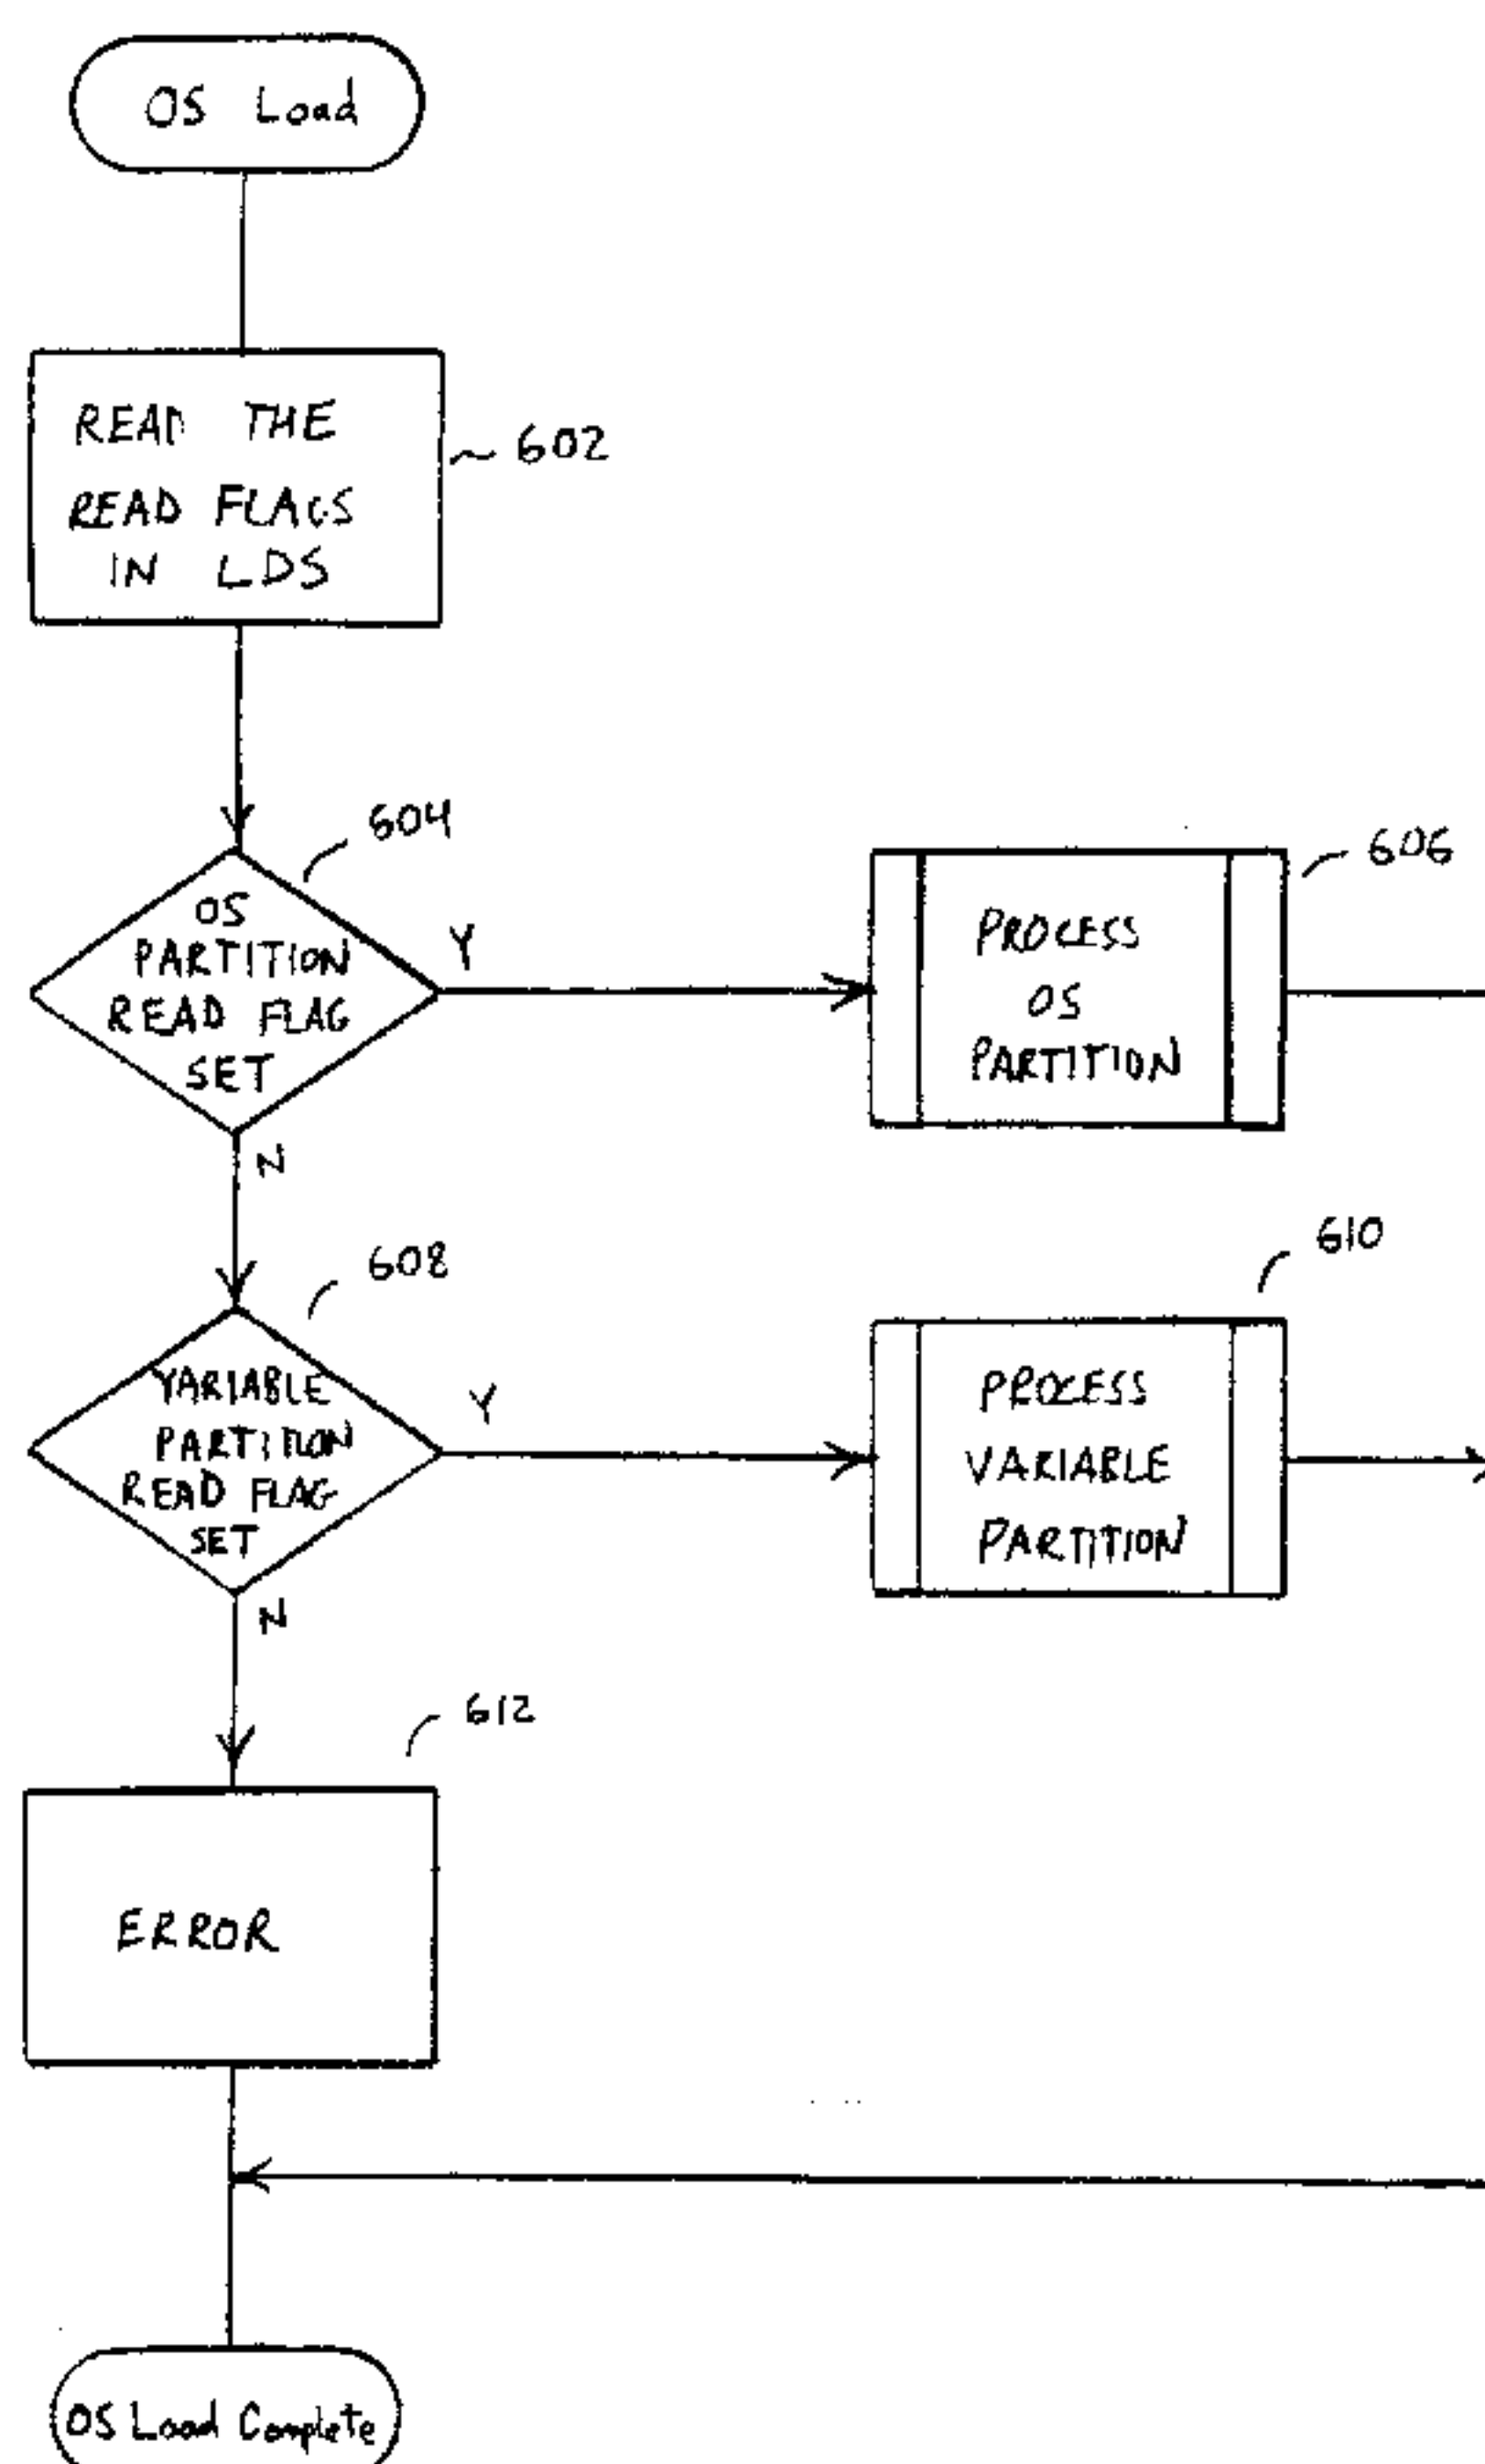 OS Load
READ THE
READ FLAGS
IN LDS
602
604
OS
PARTITION
READ FLAG
SET
Y
N
606
PROCESS
OS
PARTITION
608
VARIABLE
PARTITION
READ FLAG
SET
Y
N
610
PROCESS
VARIABLE
PARTITION
612
ERROR
OS Load Complete